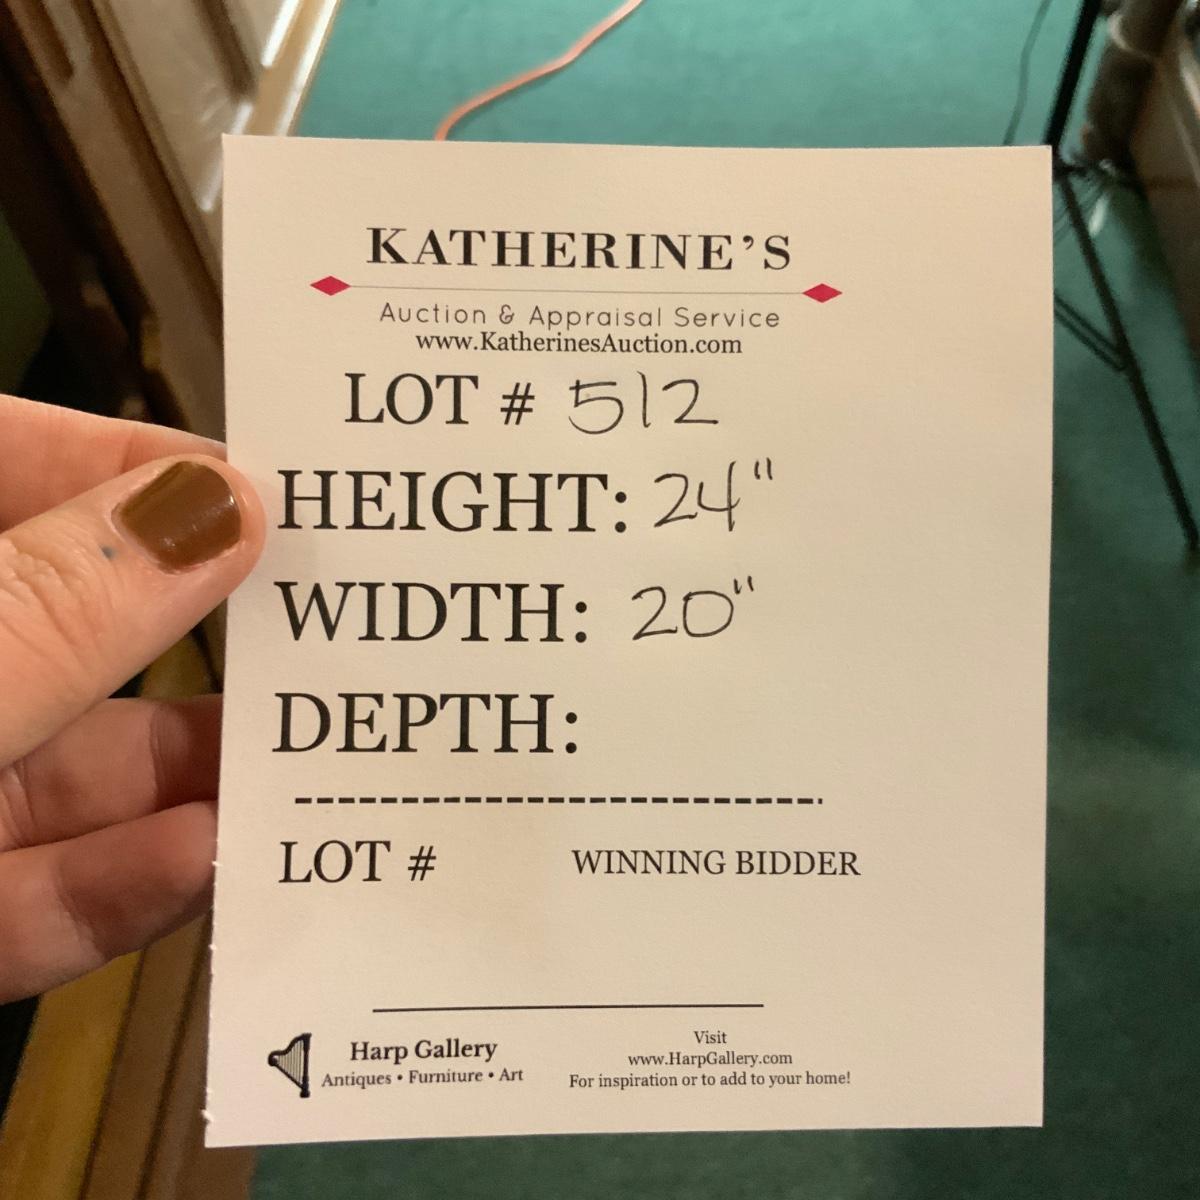 KATHERINE'S
Auction & Appraisal Service
www.KatherinesAuction.com
LOT # 512
HEIGHT: 24"
WIDTH: 20"
DEPTH:
LOT # WINNING BIDDER
Harp Gallery
Antiques • Furniture • Art
Visit
www.HarpGallery.com
For inspiration or to add to your home!